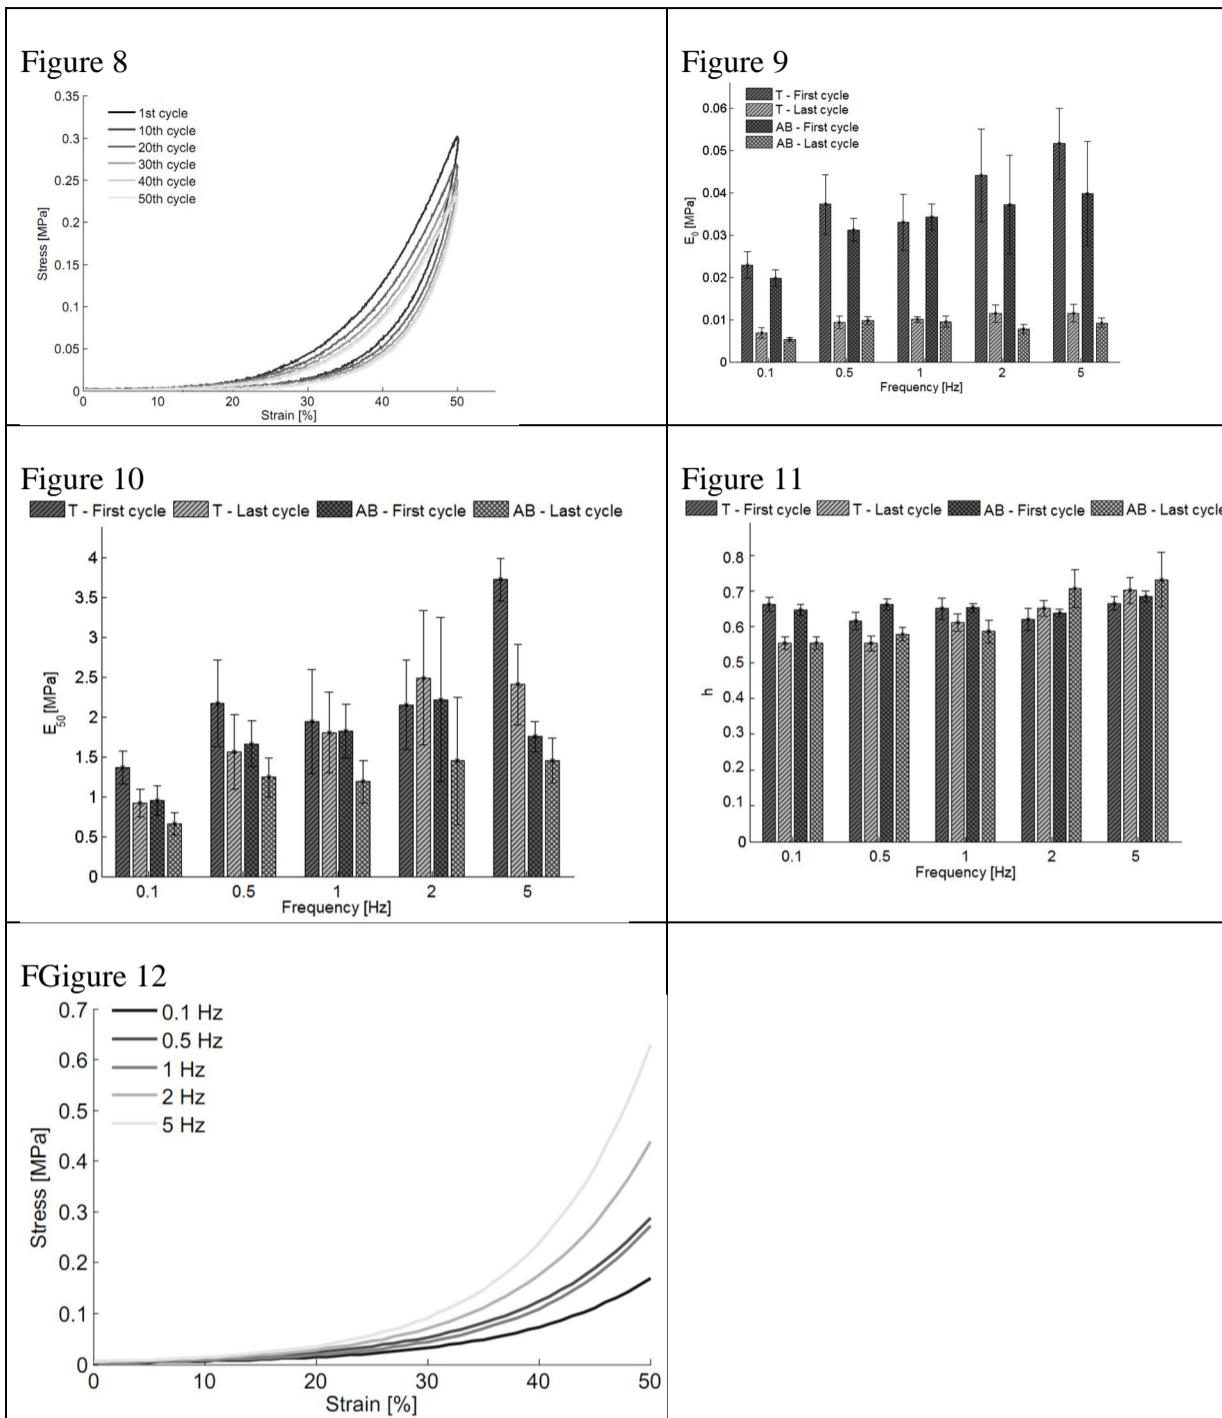 Figure 8
0.35
0.3
0.25
0.2
0.15
0.1
0.05
0
Stress [MPa]
1st cycle
10th cycle
20th cycle
30th cycle
40th cycle
50th cycle
0 10 20 30 40 50
Strain [%]
Figure 9
T - First cycle
T - Last cycle
AB - First cycle
AB - Last cycle
0.06
0.05
0.04
0.03
0.02
0.01
0
E0 [MPa]
0.1 0.5 1 2 5
Frequency [Hz]
Figure 10
T - First cycle T - Last cycle AB - First cycle AB - Last cycle
4
3.5
3
2.5
2
1.5
1
0.5
0
E50 [MPa]
0.1 0.5 1 2 5
Frequency [Hz]
Figure 11
T - First cycle T - Last cycle AB - First cycle AB - Last cycle
0.8
0.7
0.6
0.5
0.4
0.3
0.2
0.1
0
h
0.1 0.5 1 2 5
Frequency [Hz]
FGigure 12
0.7
0.6
0.5
0.4
0.3
0.2
0.1
0
Stress [MPa]
0.1 Hz
0.5 Hz
1 Hz
2 Hz
5 Hz
0 10 20 30 40 50
Strain [%]